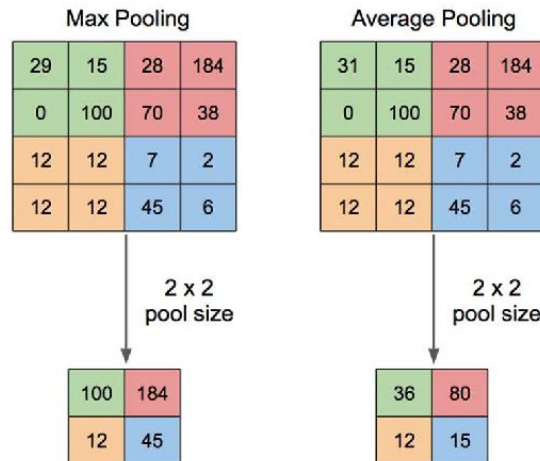 Max Pooling
29 15 28 184
0 100 70 38
12 12 7 2
12 12 45 6
2 x 2
pool size
100 184
12 45
Average Pooling
31 15 28 184
0 100 70 38
12 12 7 2
12 12 45 6
2 x 2
pool size
36 80
12 15